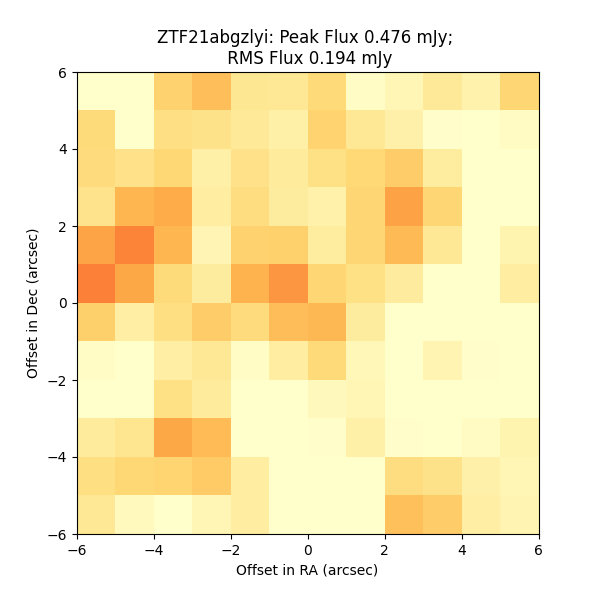 ZTF21abgzlyi: Peak Flux 0.476 mJy;
RMS Flux 0.194 mJy
6
4
2
0
−2
−4
−6
Offset in Dec (arcsec)
−6 −4 −2 0 2 4 6
Offset in RA (arcsec)